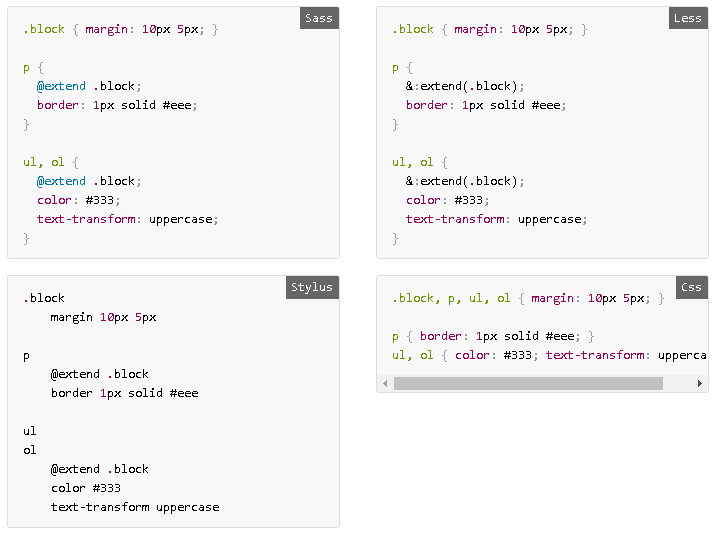 Sass
.block { margin: 10px 5px; }
p {
  @extend .block;
  border: 1px solid #eee;
}
ul, ol {
  @extend .block;
  color: #333;
  text-transform: uppercase;
}
Less
.block { margin: 10px 5px; }
p {
  &:extend(.block);
  border: 1px solid #eee;
}
ul, ol {
  &:extend(.block);
  color: #333;
  text-transform: uppercase;
}
Stylus
.block
    margin 10px 5px
p
    @extend .block
    border 1px solid #eee
ul
ol
    @extend .block
    color #333
    text-transform uppercase
Css
.block, p, ul, ol { margin: 10px 5px; }
p { border: 1px solid #eee; }
ul, ol { color: #333; text-transform: upperca